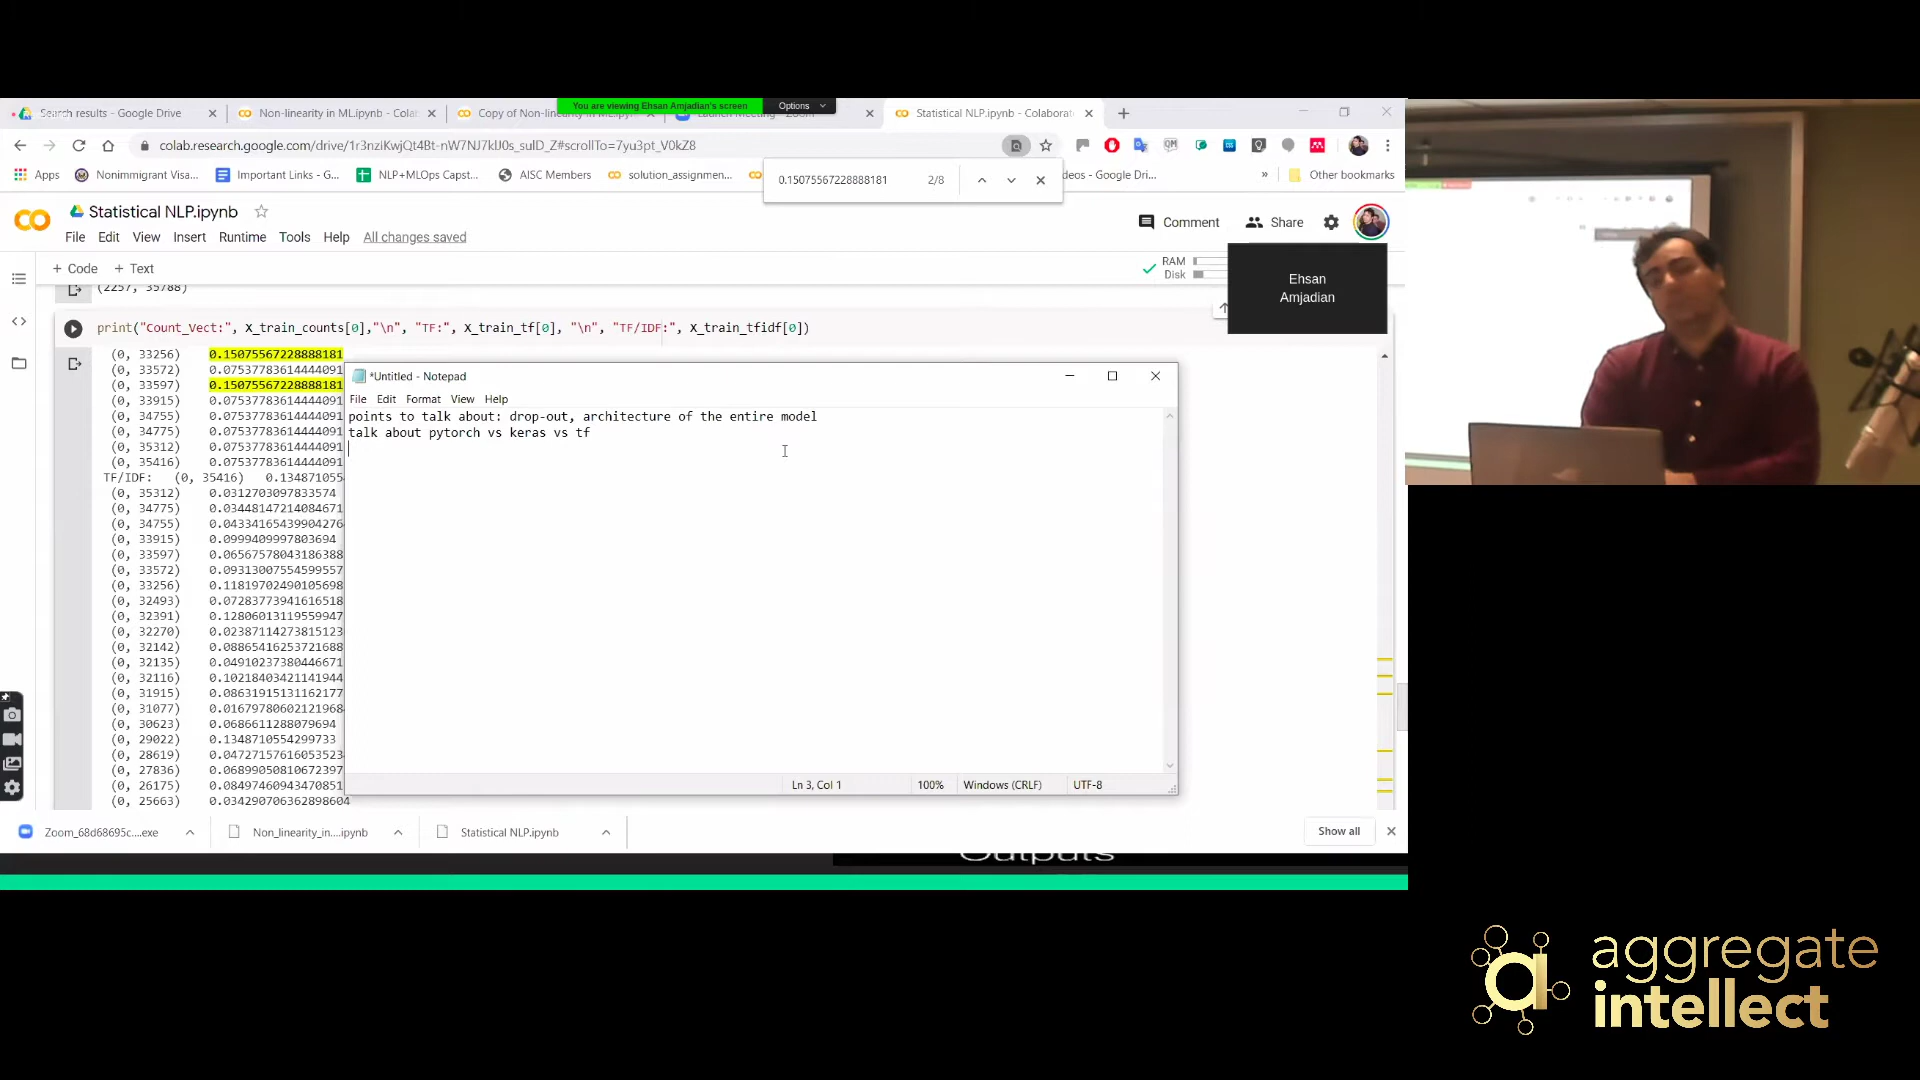 Search results - Google Drive
Non-linearity in ML.ipynb - Colab
Copy of Non-linearity in ML.ipy
You are viewing Ehsan Amjadian's screen
Options
Launch Meeting - Zoom
Statistical NLP.ipynb - Colaborat
colab.research.google.com/drive/1r3nziKwjQt4Bt-nW7NJ7klJ0s_sulD_Z#scrollTo=7yu3pt_V0kZ8
Apps
Nonimmigrant Visa...
Important Links - G...
NLP+MLOps Capst...
AISC Members
solution_assignmen...
0.15075567228888181
2/8
deos - Google Dri...
»
Other bookmarks
Statistical NLP.ipynb
Comment
Share
File Edit View Insert Runtime Tools Help All changes saved
+ Code + Text
RAM
Disk
Ehsan
Amjadian
(2257, 35788)
print("Count_Vect:", X_train_counts[0],"\n", "TF:", X_train_tf[0], "\n", "TF/IDF:", X_train_tfidf[0])
(0, 33256) 0.15075567228888181
(0, 33572) 0.07537783614444091
(0, 33597) 0.15075567228888181
(0, 33915) 0.07537783614444091
(0, 34755) 0.07537783614444091
(0, 34775) 0.07537783614444091
(0, 35312) 0.07537783614444091
(0, 35416) 0.07537783614444091
TF/IDF: (0, 35416) 0.134871055
(0, 35312) 0.0312703097833574
(0, 34775) 0.03448147214084671
(0, 34755) 0.04334165439904276
(0, 33915) 0.0999409997803694
(0, 33597) 0.06567578043186388
(0, 33572) 0.09313007554599557
(0, 33256) 0.11819702490105698
(0, 32493) 0.07283773941616518
(0, 32391) 0.12806013119559947
(0, 32270) 0.02387114273815123
(0, 32142) 0.08865416253721688
(0, 32135) 0.04910237380446671
(0, 32116) 0.10218403421141944
(0, 31915) 0.08631915131162177
(0, 31077) 0.01679780602121968
(0, 30623) 0.0686611288079694
(0, 29022) 0.1348710554299733
(0, 28619) 0.04727157616053523
(0, 27836) 0.06899050810672397
(0, 26175) 0.08497460943470851
(0, 25663) 0.034290706362898604
*Untitled - Notepad
File Edit Format View Help
points to talk about: drop-out, architecture of the entire model
talk about pytorch vs keras vs tf
Ln 3, Col 1
100%
Windows (CRLF)
UTF-8
Zoom_68d68695c....exe
Non_linearity_in....ipynb
Statistical NLP.ipynb
Show all
Outputs
aggregate
intellect